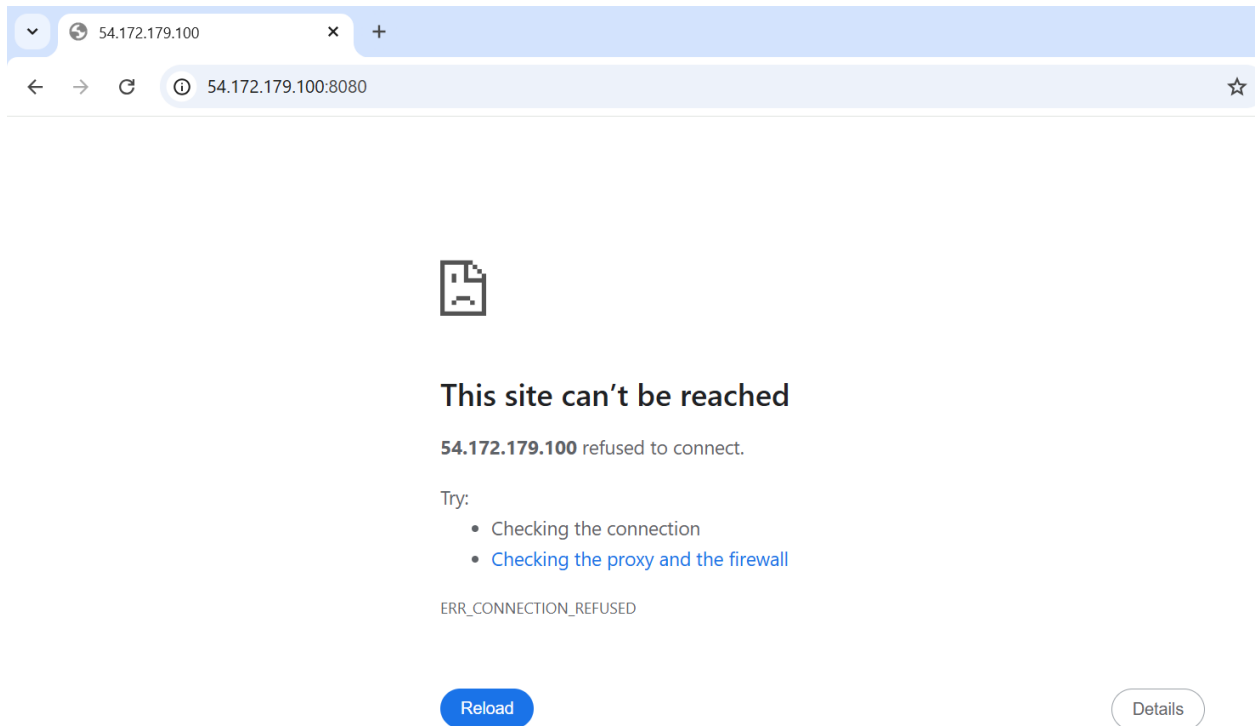 54.172.179.100
54.172.179.100:8080
This site can’t be reached
54.172.179.100 refused to connect.
Try:
Checking the connection
Checking the proxy and the firewall
ERR_CONNECTION_REFUSED
Reload
Details